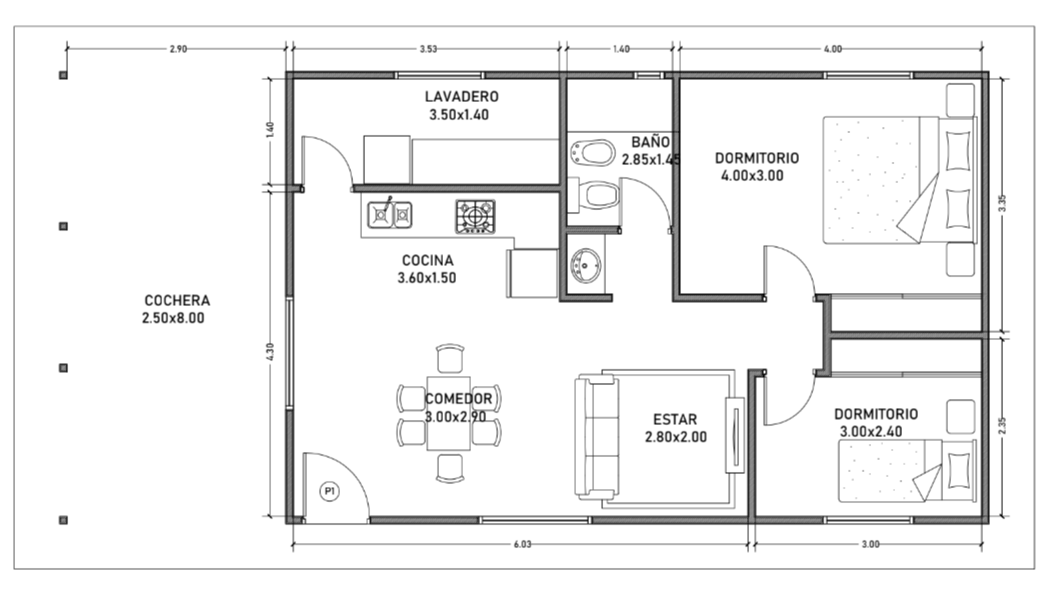 2.90
3.53
1.40
4.00
LAVADERO
3.50x1.40
1.40
BAÑO
2.85x1.45
DORMITORIO
4.00x3.00
3.35
COCINA
3.60x1.50
COCHERA
2.50x8.00
4.30
COMEDOR
3.00x2.90
ESTAR
2.80x2.00
DORMITORIO
3.00x2.40
2.35
P1
6.03
3.00